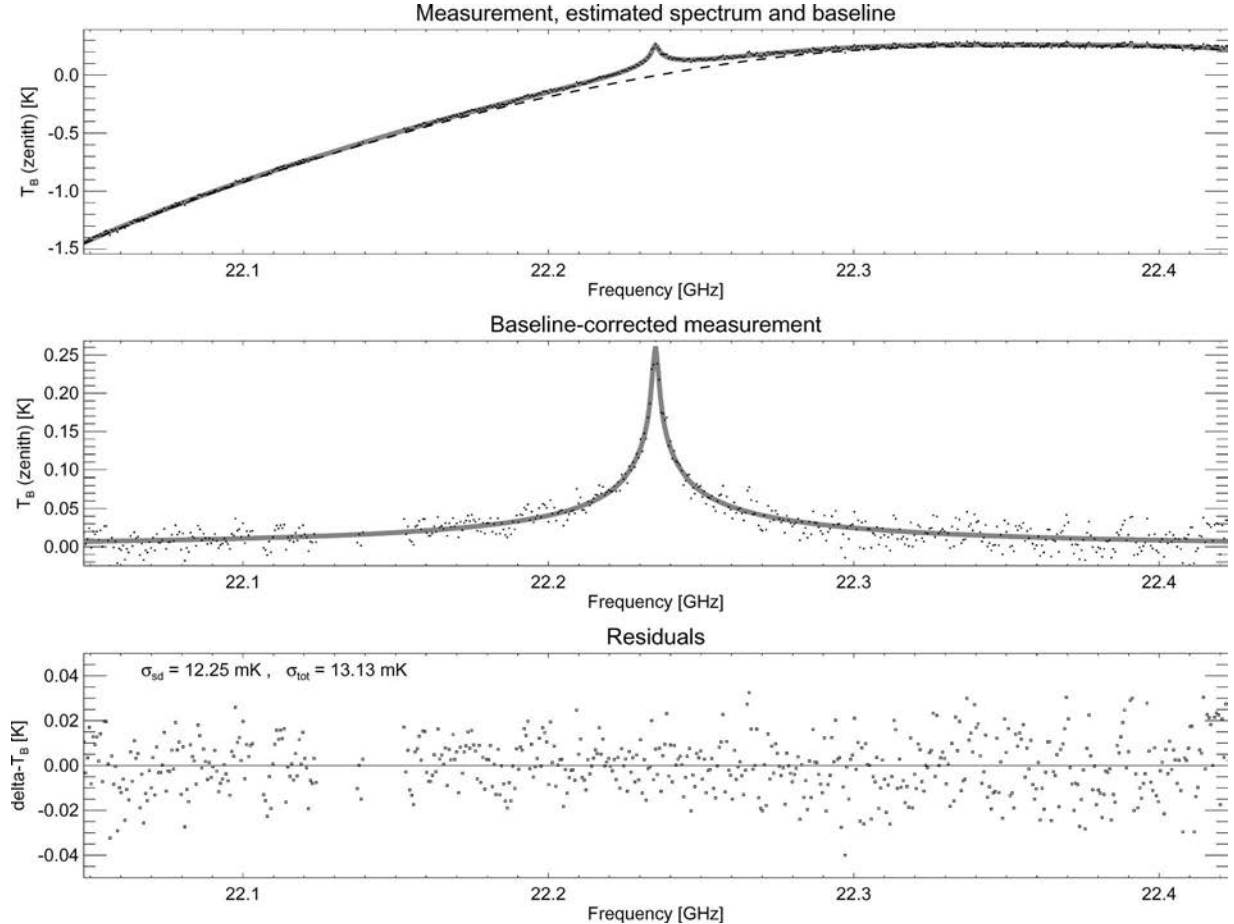 Measurement, estimated spectrum and baseline
T_B (zenith) [K]
0.0
-0.5
-1.0
-1.5
22.1 22.2 22.3 22.4
Frequency [GHz]
Baseline-corrected measurement
T_B (zenith) [K]
0.25
0.20
0.15
0.10
0.05
0.00
22.1 22.2 22.3 22.4
Frequency [GHz]
Residuals
σ_sd = 12.25 mK , σ_tot = 13.13 mK
delta-T_B [K]
0.04
0.02
0.00
-0.02
-0.04
22.1 22.2 22.3 22.4
Frequency [GHz]